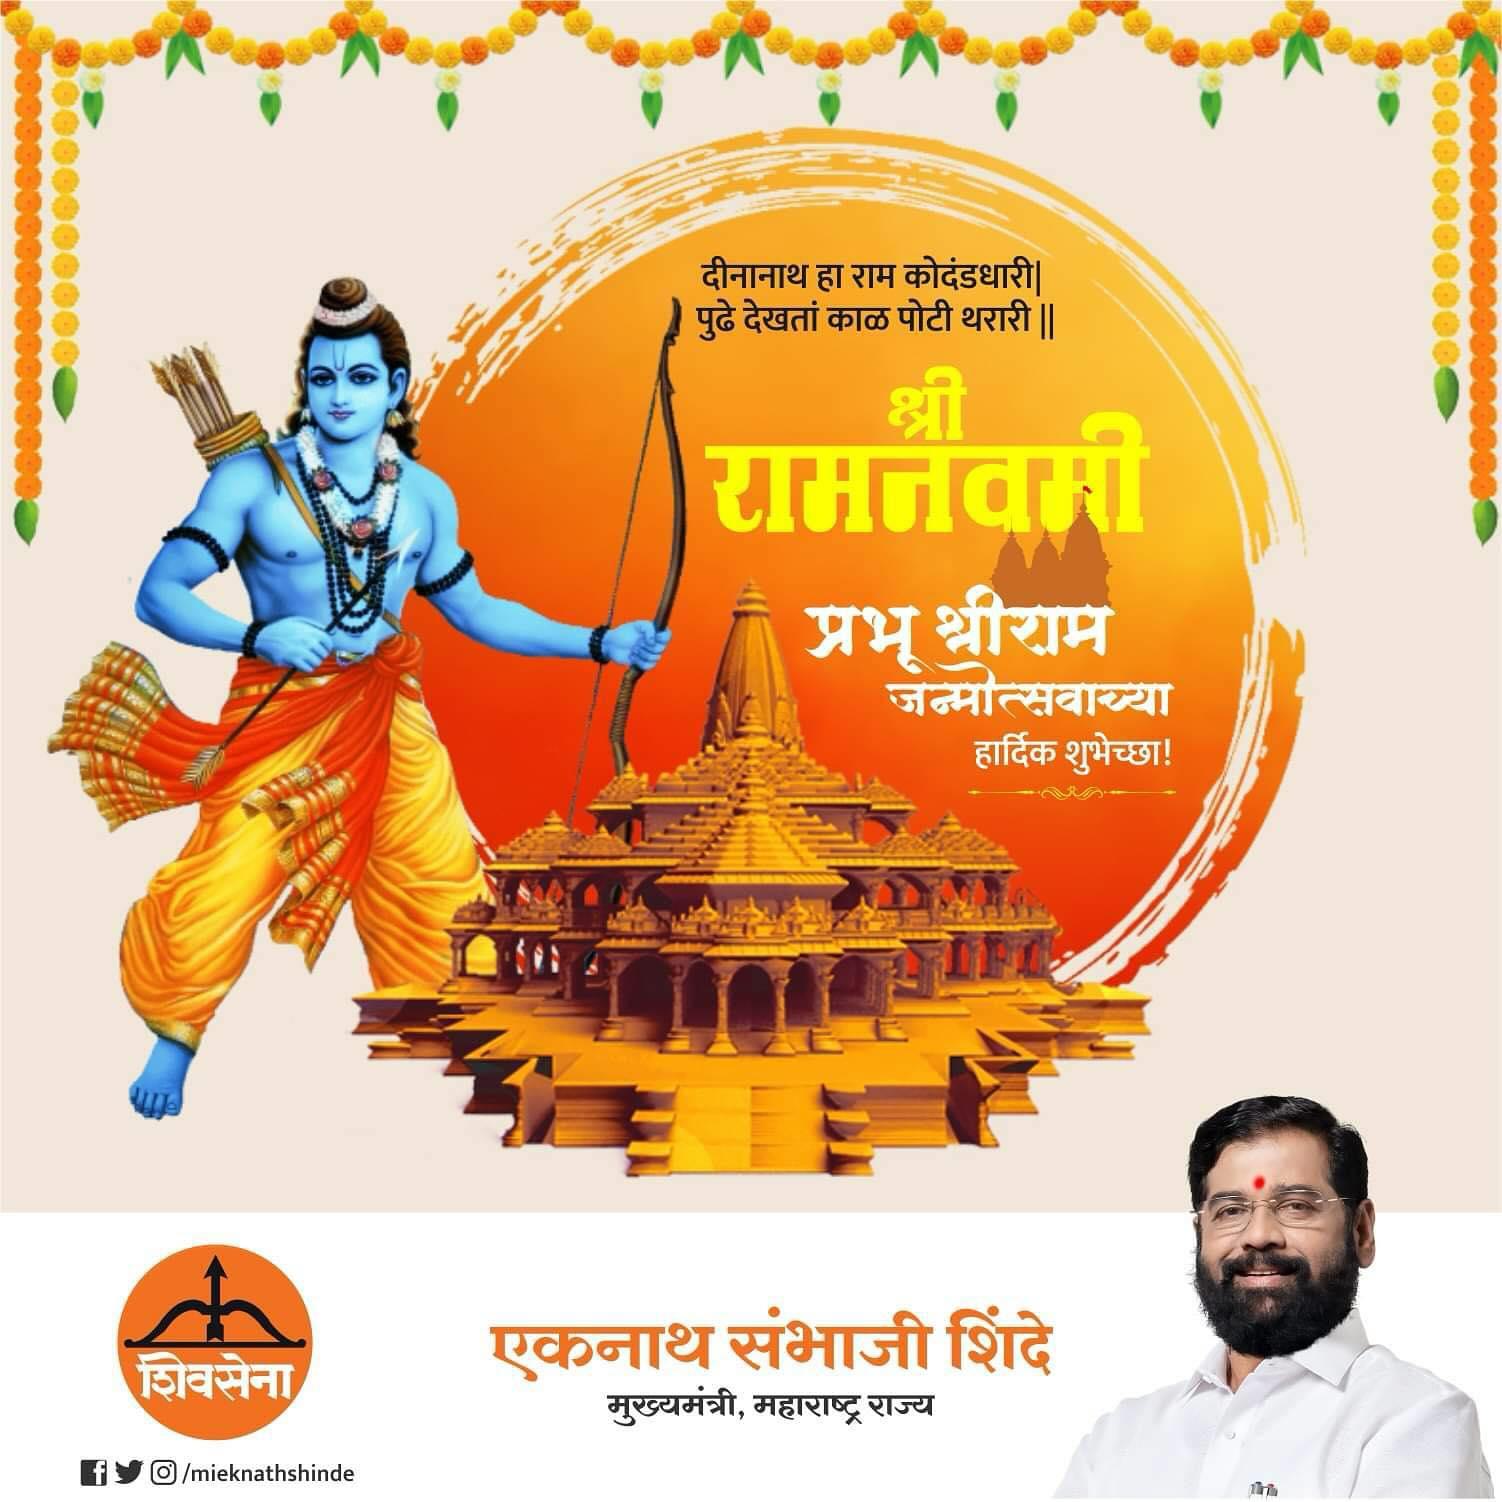 दीनानाथ हा राम कोदंडधारी|
पुढे देखतां काळ पोटी थरारी ||
श्री
रामनवमी
प्रभू श्रीराम
जन्मोत्सवाच्या
हार्दिक शुभेच्छा!
शिवसेना
एकनाथ संभाजी शिंदे
मुख्यमंत्री, महाराष्ट्र राज्य
/mieknathshinde